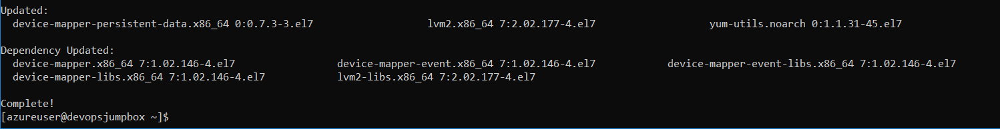 Updated:
  device-mapper-persistent-data.x86_64 0:0.7.3-3.el7                   lvm2.x86_64 7:2.02.177-4.el7                   yum-utils.noarch 0:1.1.31-45.el7

Dependency Updated:
  device-mapper.x86_64 7:1.02.146-4.el7                 device-mapper-event.x86_64 7:1.02.146-4.el7            device-mapper-event-libs.x86_64 7:1.02.146-4.el7
  device-mapper-libs.x86_64 7:1.02.146-4.el7            lvm2-libs.x86_64 7:2.02.177-4.el7

Complete!
[azureuser@devopsjumpbox ~]$